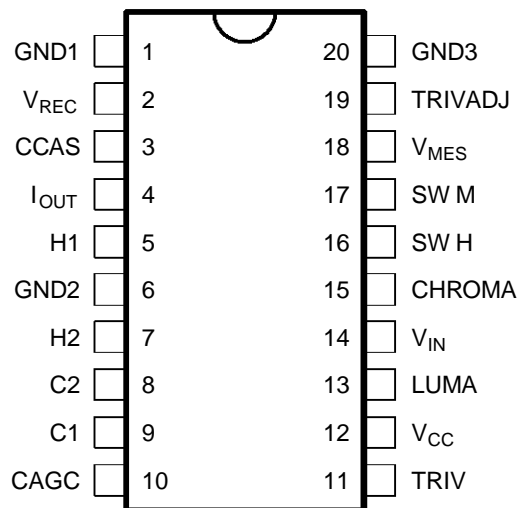 GND1 1 20 GND3
VREC 2 19 TRIVADJ
CCAS 3 18 VMES
IOUT 4 17 SW M
H1 5 16 SW H
GND2 6 15 CHROMA
H2 7 14 VIN
C2 8 13 LUMA
C1 9 12 VCC
CAGC 10 11 TRIV